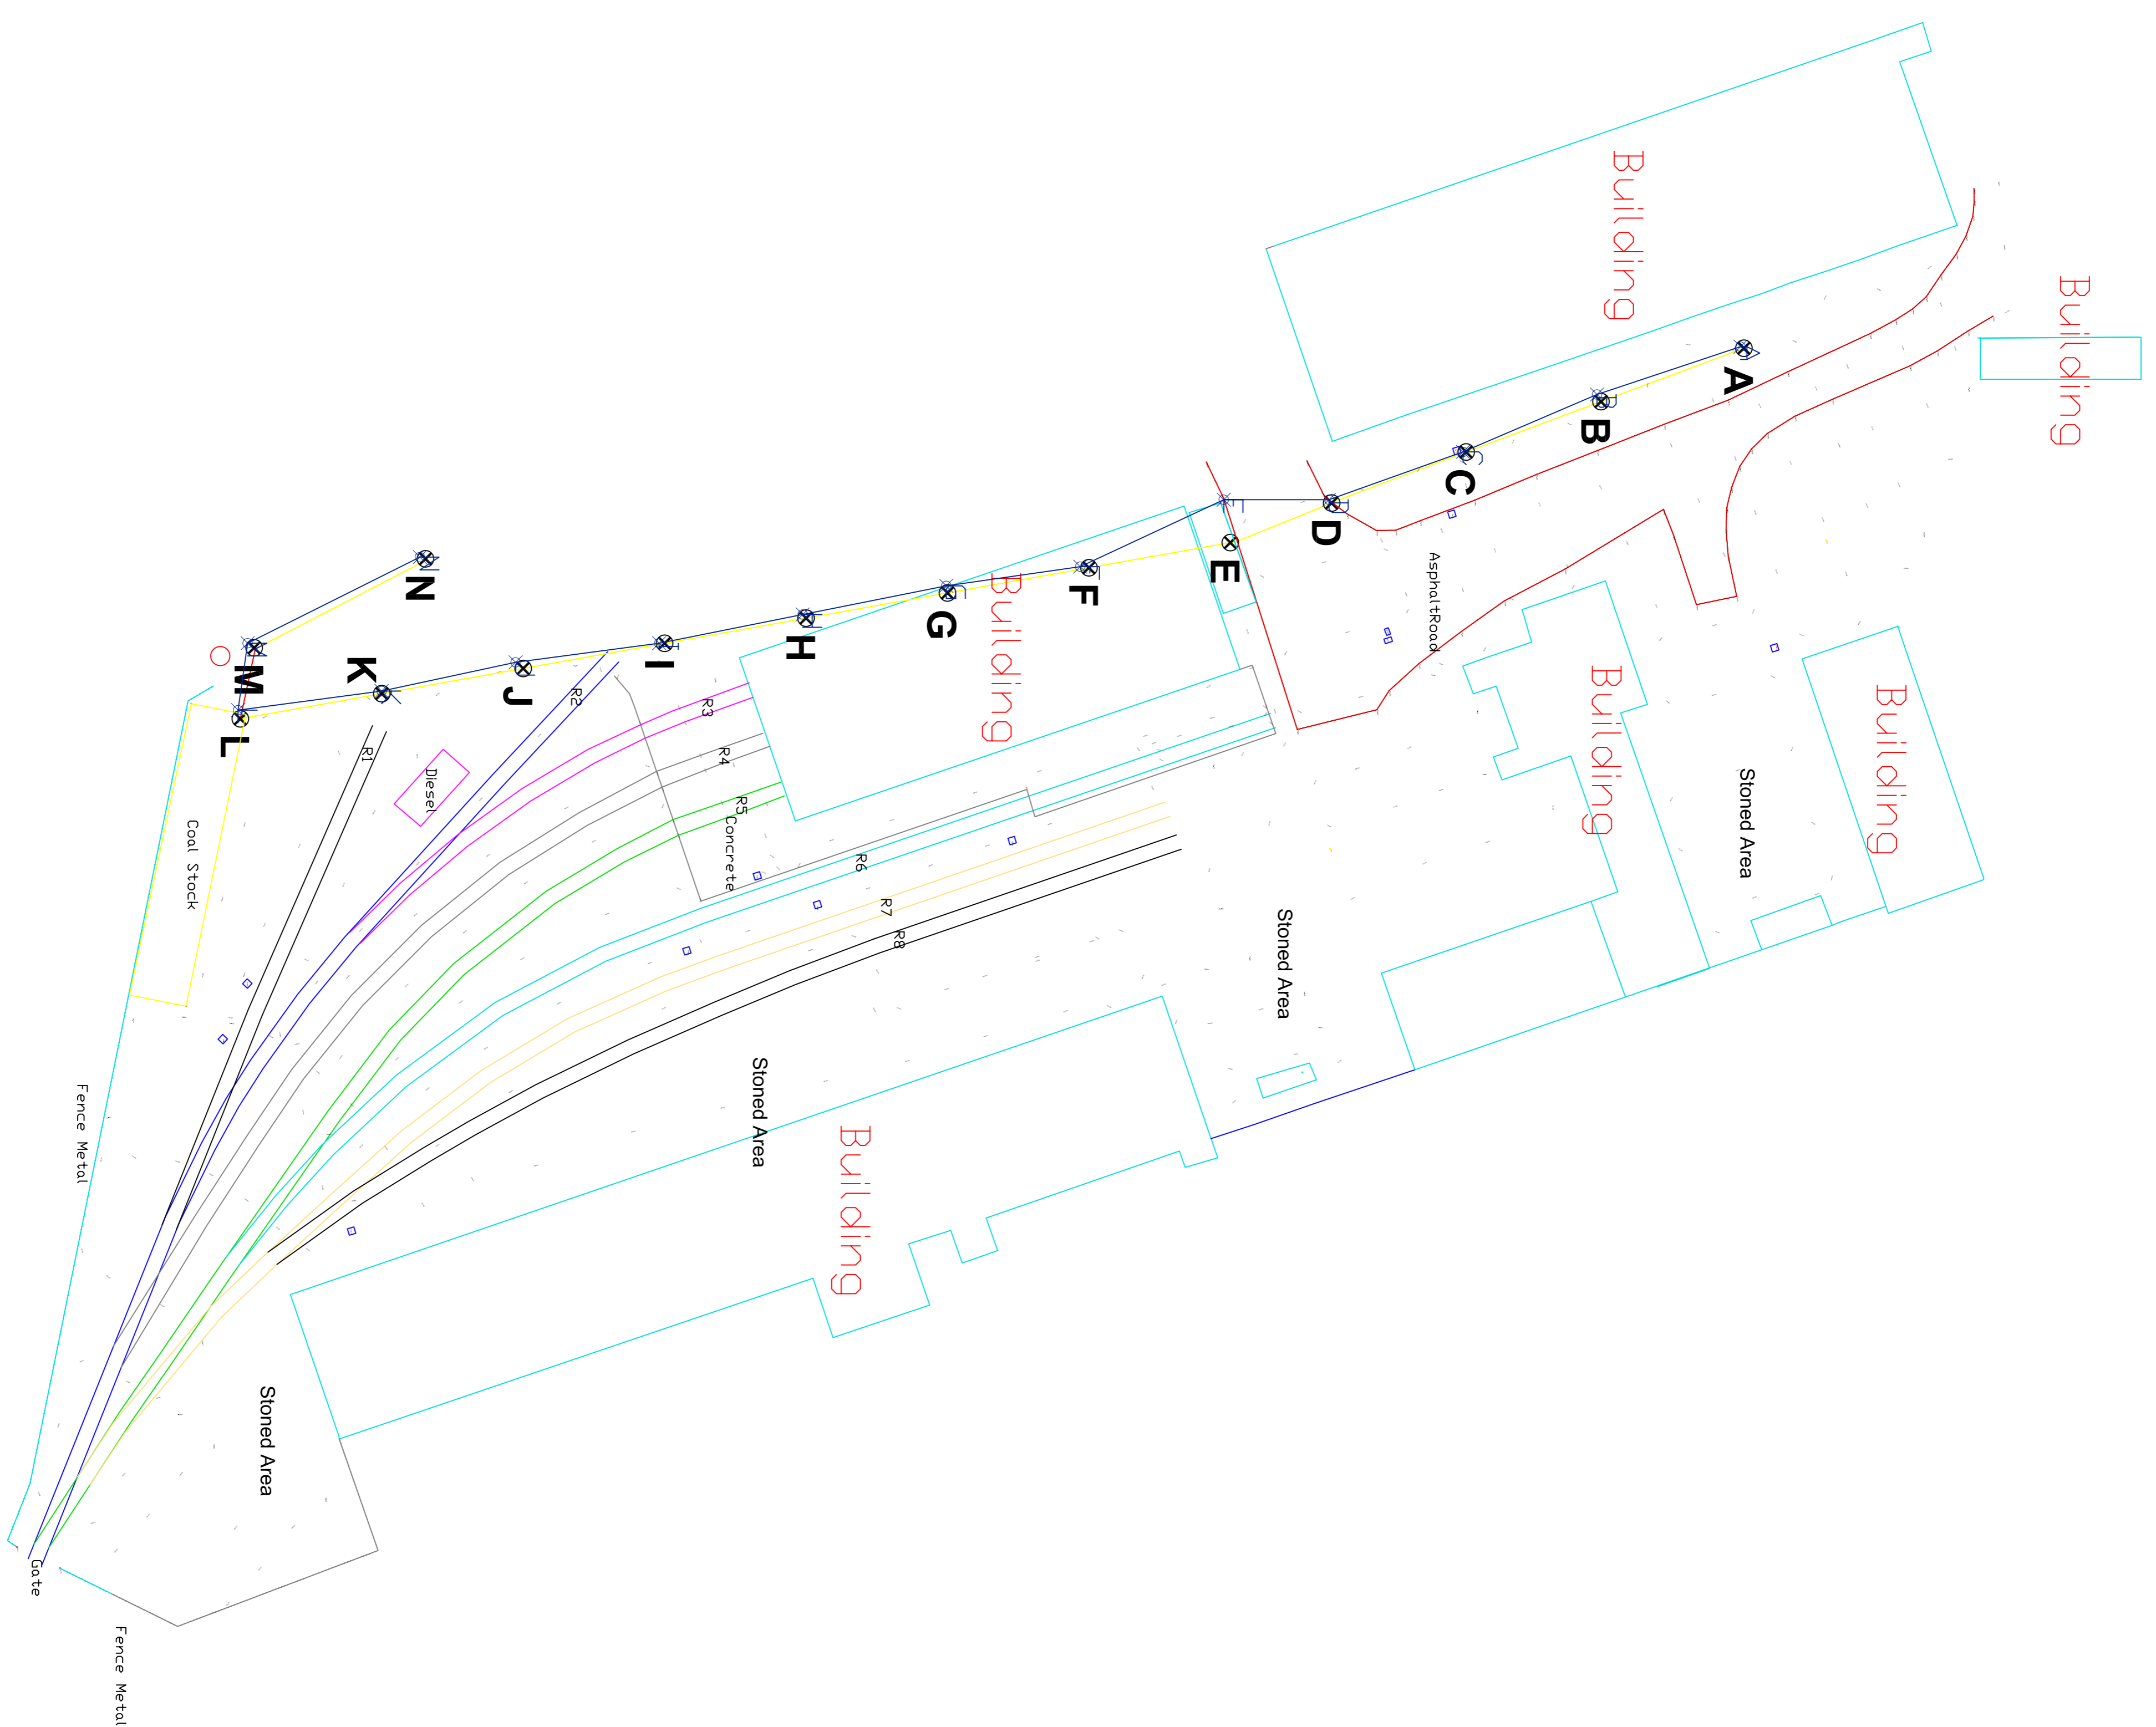 Building
Building
A
B
C
D
E
F
G
H
I
J
K
L
M
N
AsphaltRoad
Building
Building
Building
Stoned Area
Stoned Area
R1
R2
R3
R4
R5
R6
R7
R8
Diesel
Concrete
Coal Stock
Fence Metal
Stoned Area
Building
Stoned Area
Gate
Fence Metal